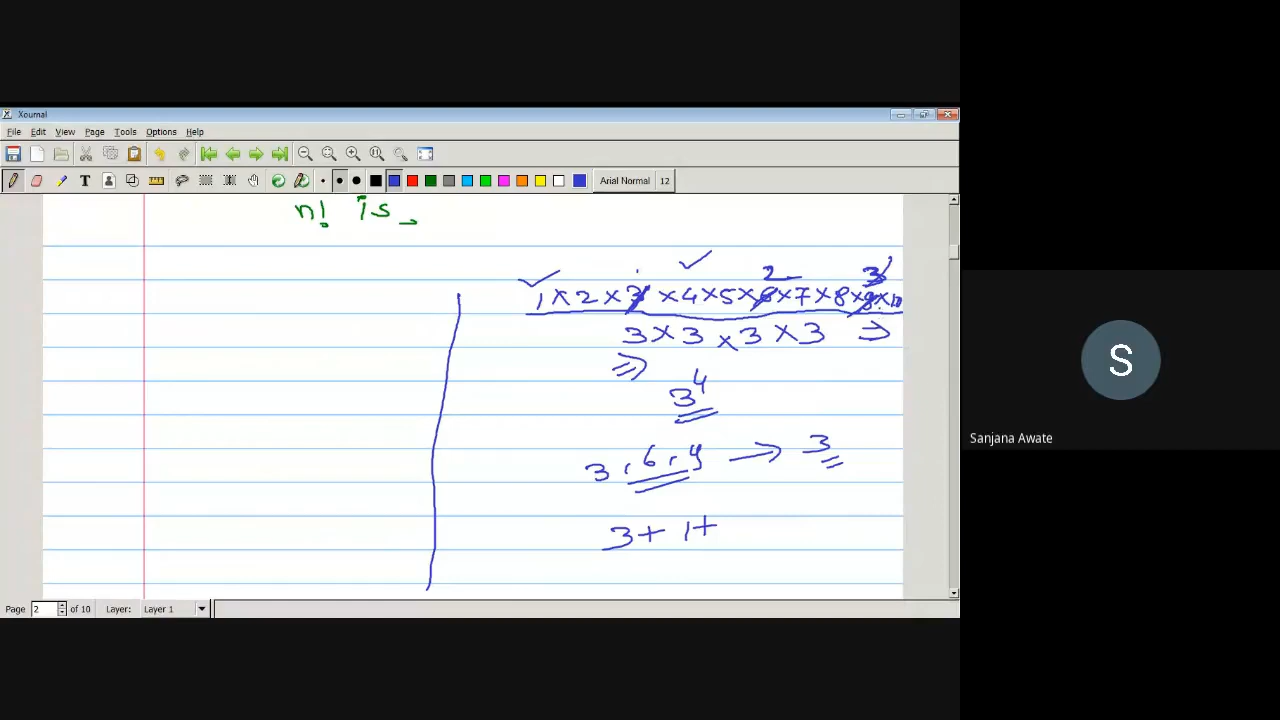 Xournal
File Edit View Page Tools Options Help
T Arial Normal 12
n! is
2 3
1 × 2 × 3 × 4 × 5 × 6 × 7 × 8 × 9 × 10
3 × 3 × 3 × 3 ⇒
⇒
3^4
3, 6, 9 → 3
3 + 1 +
S
Sanjana Awate
Page 2 of 10 Layer: Layer 1